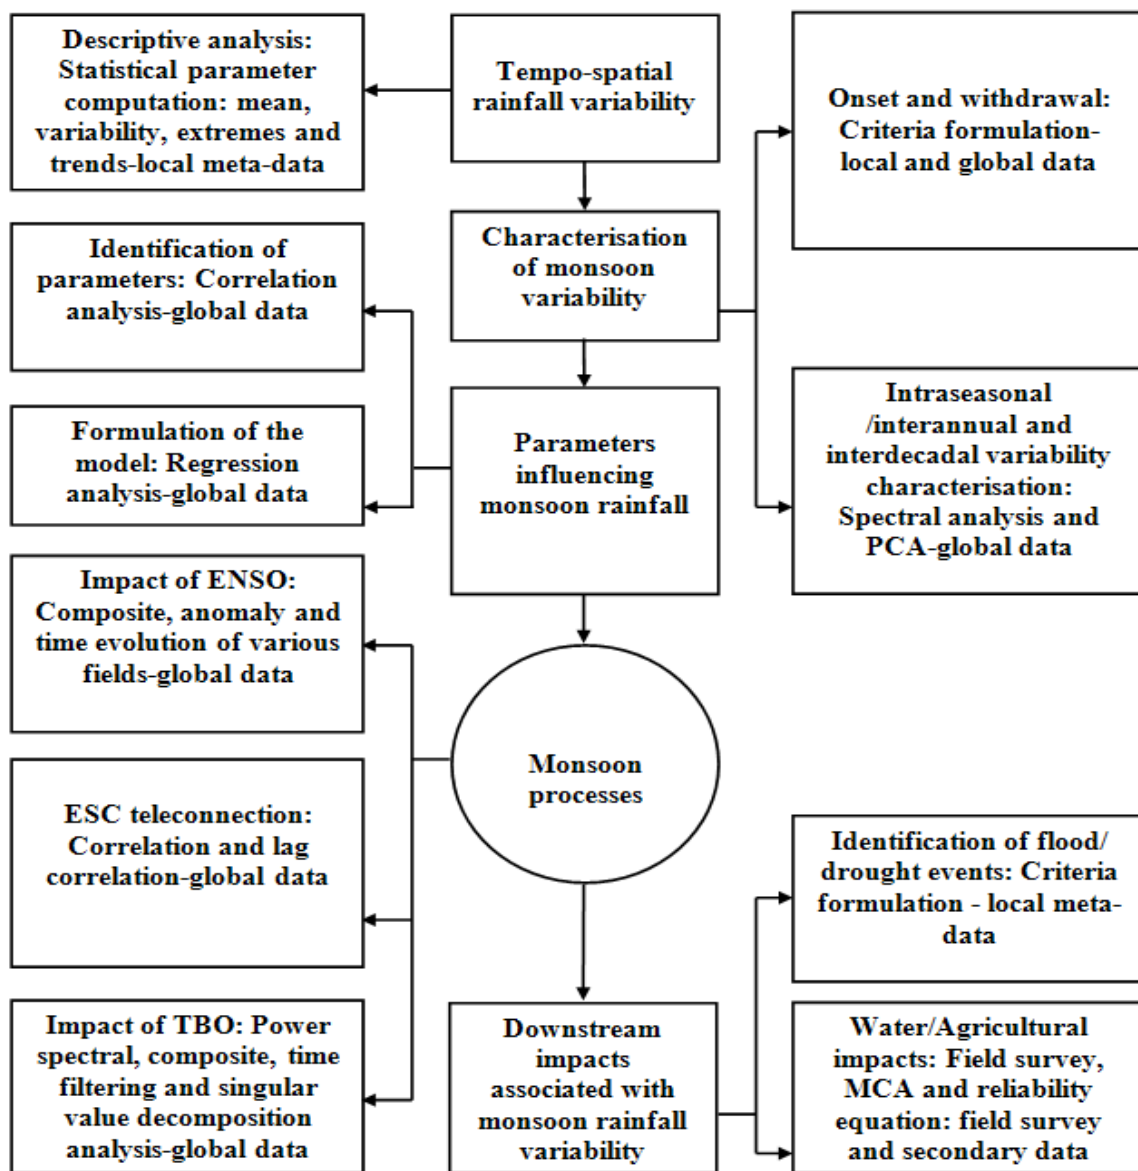 Descriptive analysis:
Statistical parameter
computation: mean,
variability, extremes and
trends-local meta-data
Tempo-spatial
rainfall variability
Onset and withdrawal:
Criteria formulation-
local and global data
Identification of
parameters: Correlation
analysis-global data
Characterisation
of monsoon
variability
Formulation of the
model: Regression
analysis-global data
Parameters
influencing
monsoon rainfall
Intraseasonal
/interannual and
interdecadal variability
characterisation:
Spectral analysis and
PCA-global data
Impact of ENSO:
Composite, anomaly and
time evolution of various
fields-global data
Monsoon
processes
ESC teleconnection:
Correlation and lag
correlation-global data
Identification of flood/
drought events: Criteria
formulation - local meta-
data
Impact of TBO: Power
spectral, composite, time
filtering and singular
value decomposition
analysis-global data
Downstream
impacts
associated with
monsoon rainfall
variability
Water/Agricultural
impacts: Field survey,
MCA and reliability
equation: field survey
and secondary data